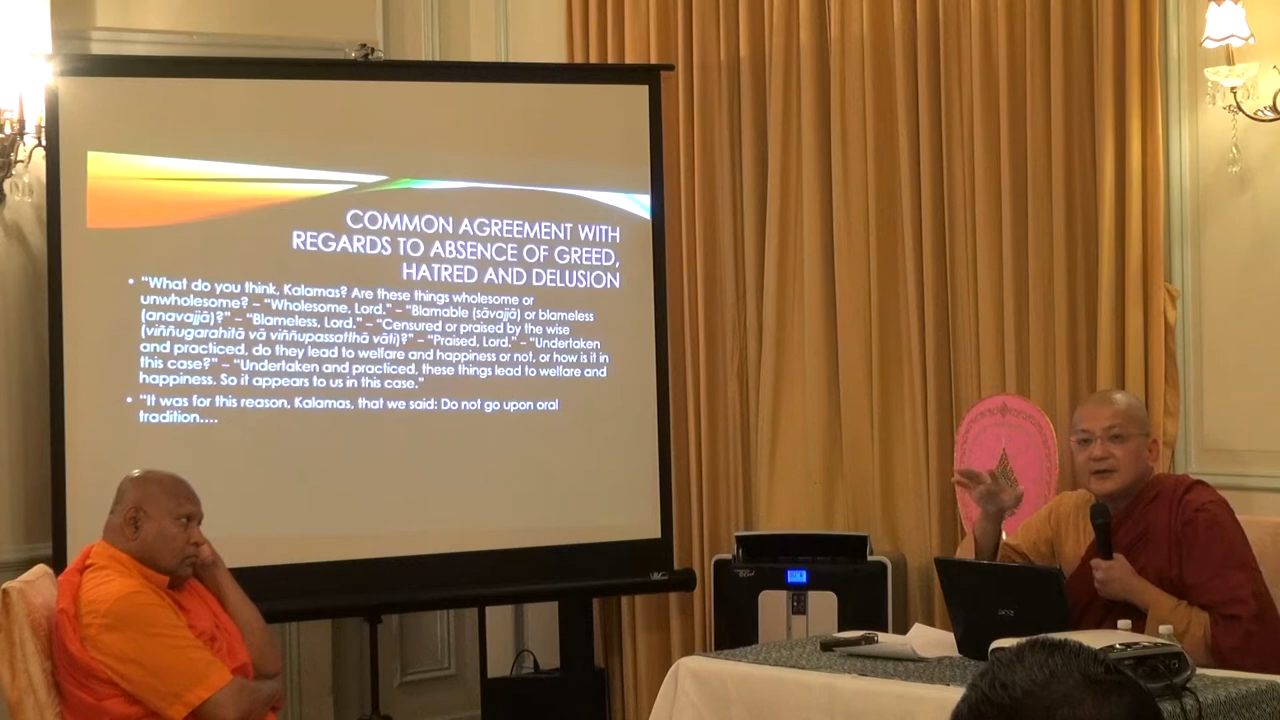 COMMON AGREEMENT WITH
REGARDS TO ABSENCE OF GREED,
HATRED AND DELUSION
• “What do you think, Kalamas? Are these things wholesome or
unwholesome? – “Wholesome, Lord.” – “Blamable (sāvajjā) or blameless
(anavajjā)?” – “Blameless, Lord.” – “Censured or praised by the wise
(viññugarahitā vā viññupassatthā vāti)?” – “Praised, Lord.” – “Undertaken
and practiced, do they lead to welfare and happiness or not, or how is it in
this case?” – “Undertaken and practiced, these things lead to welfare and
happiness. So it appears to us in this case.”
• “It was for this reason, Kalamas, that we said: Do not go upon oral
tradition....
acer